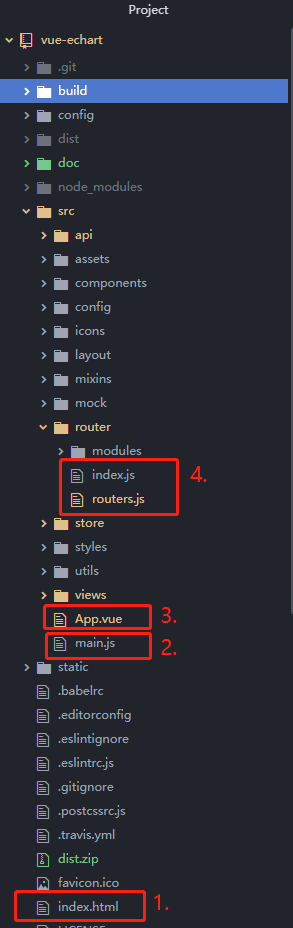 Project
vue-echart
.git
build
config
dist
doc
node_modules
src
api
assets
components
config
icons
layout
mixins
mock
router
modules
index.js
4.
routers.js
store
styles
utils
views
App.vue
3.
main.js
2.
static
.babelrc
.editorconfig
.eslintignore
.eslintrc.js
.gitignore
.postcssrc.js
.travis.yml
dist.zip
favicon.ico
index.html
1.